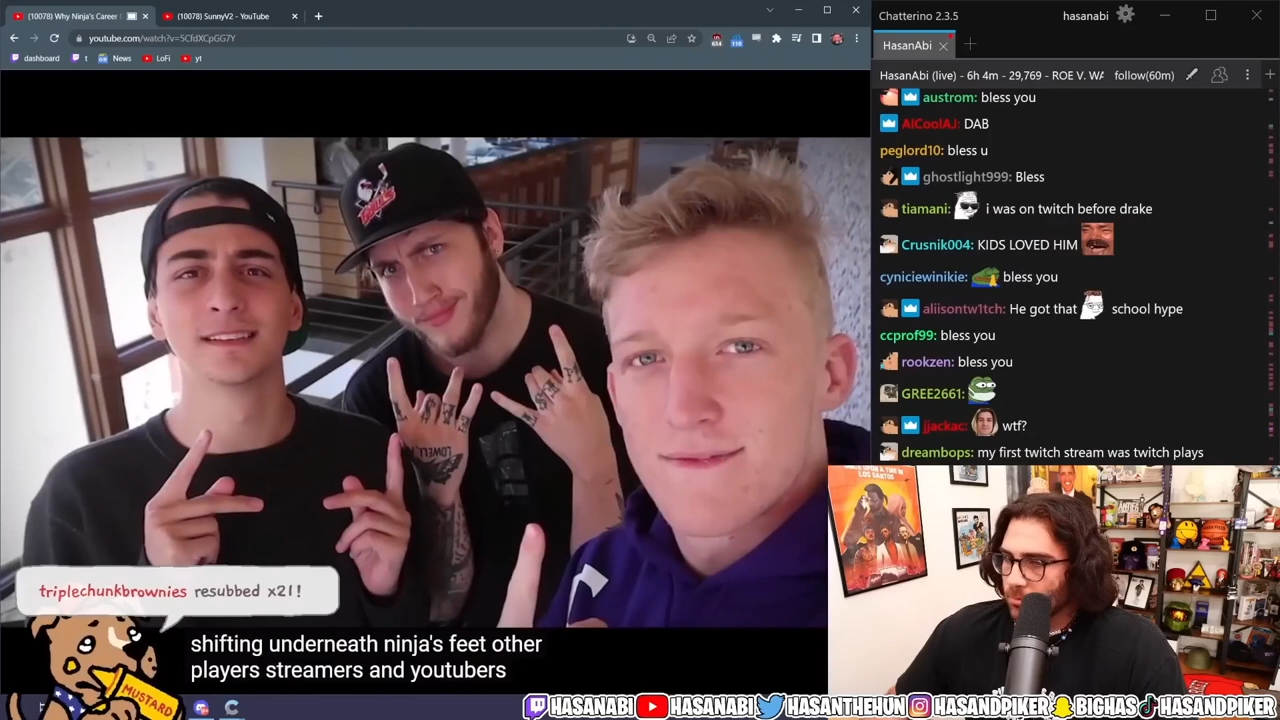 (10078) Why Ninja's Career
(10078) SunnyV2 - YouTube
youtube.com/watch?v=5CfdXCpGG7Y
634
116
dashboard
t
News
LoFi
yt
Chatterino 2.3.5
hasanabi
HasanAbi
HasanAbi (live) - 6h 4m - 29,769 - ROE V. WA
follow(60m)
austrom: bless you
AlCoolAJ: DAB
peglord10: bless u
ghostlight999: Bless
tiamani: i was on twitch before drake
Crusnik004: KIDS LOVED HIM
cyniciewinikie: bless you
aliisontw1tch: He got that school hype
ccprof99: bless you
rookzen: bless you
GREE2661:
jjackac: wtf?
dreambops: my first twitch stream was twitch plays
LOWELL
triplechunkbrownies resubbed x21!
MUSTARD
shifting underneath ninja's feet other
players streamers and youtubers
LOS SANTOS
HASANABI
HASANABI
HASANTHEHUN
HASANDPIKER
BIGHAS
HASANDPIKER